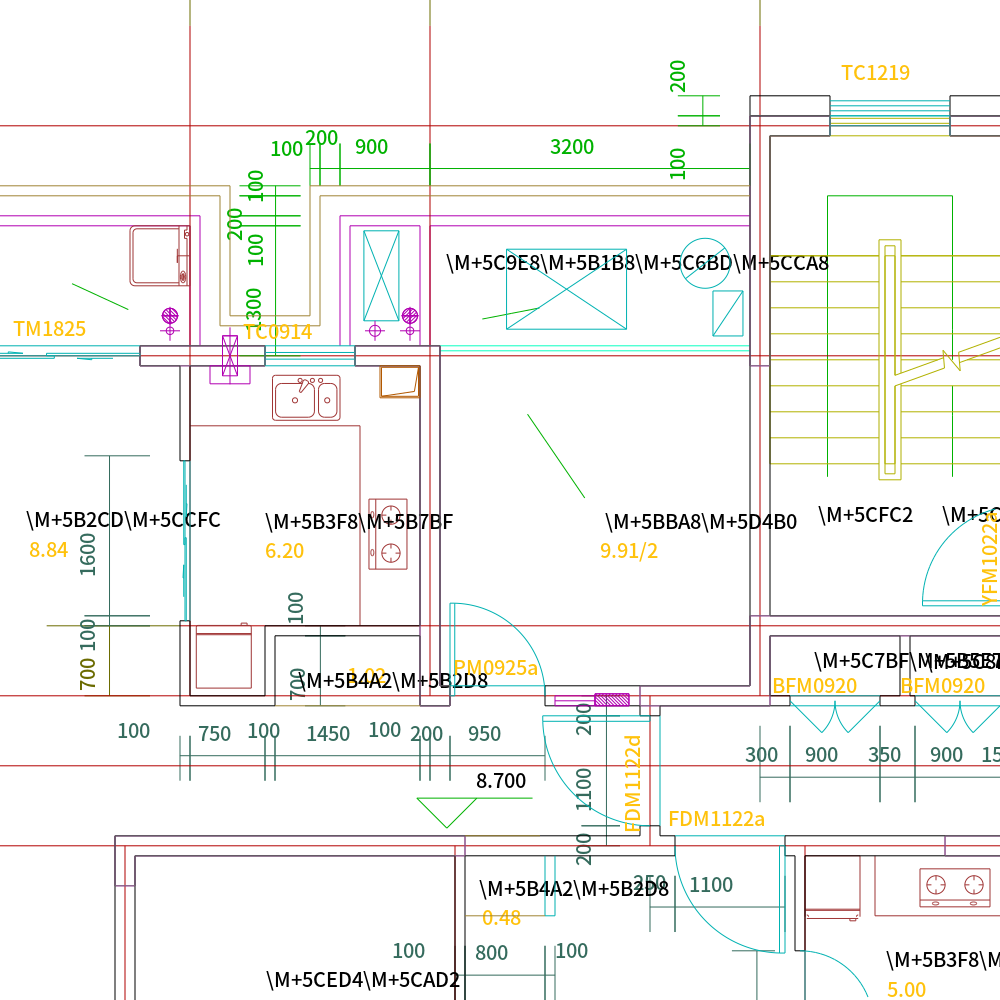 TC1219
200
200
100
900
3200
100
100
200
100
1300
\M+5C9E8\M+5B1B8\M+5C6BD\M+5CCA8
TM1825
TC0914
\M+5B2CD\M+5CCFC
8.84
\M+5B3F8\M+5B7BF
6.20
\M+5BBA8\M+5D4B0
9.91/2
\M+5CFC2
1600
100
700
100
700
1.02
\M+5B4A2\M+5B2D8
PM0925a
\M+5C7BF
BFM0920
BFM0920
100
750
100
1450
100
200
950
200
300
900
350
900
8.700
1100
FDM1122d
FDM1122a
200
\M+5B4A2\M+5B2D8
250
1100
0.48
100
800
100
\M+5CED4\M+5CAD2
\M+5B3F8\M
5.00